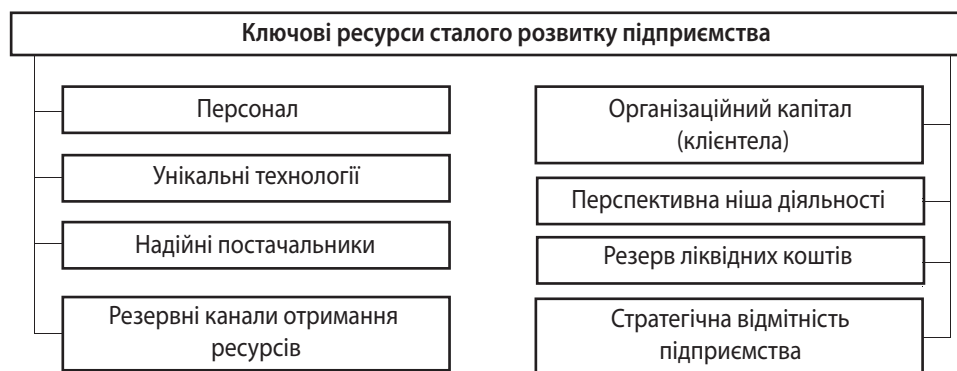 Ключові ресурси сталого розвитку підприємства
Персонал
Унікальні технології
Надійні постачальники
Резервні канали отримання
ресурсів
Організаційний капітал
(клієнтела)
Перспективна ніша діяльності
Резерв ліквідних коштів
Стратегічна відмітність
підприємства